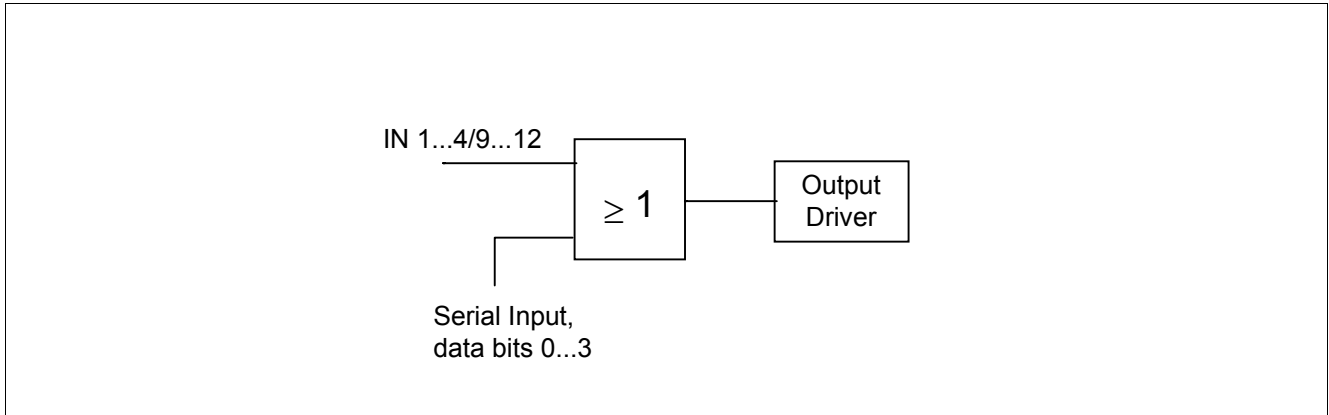 IN 1...4/9...12
≥ 1
Output
Driver
Serial Input,
data bits 0...3